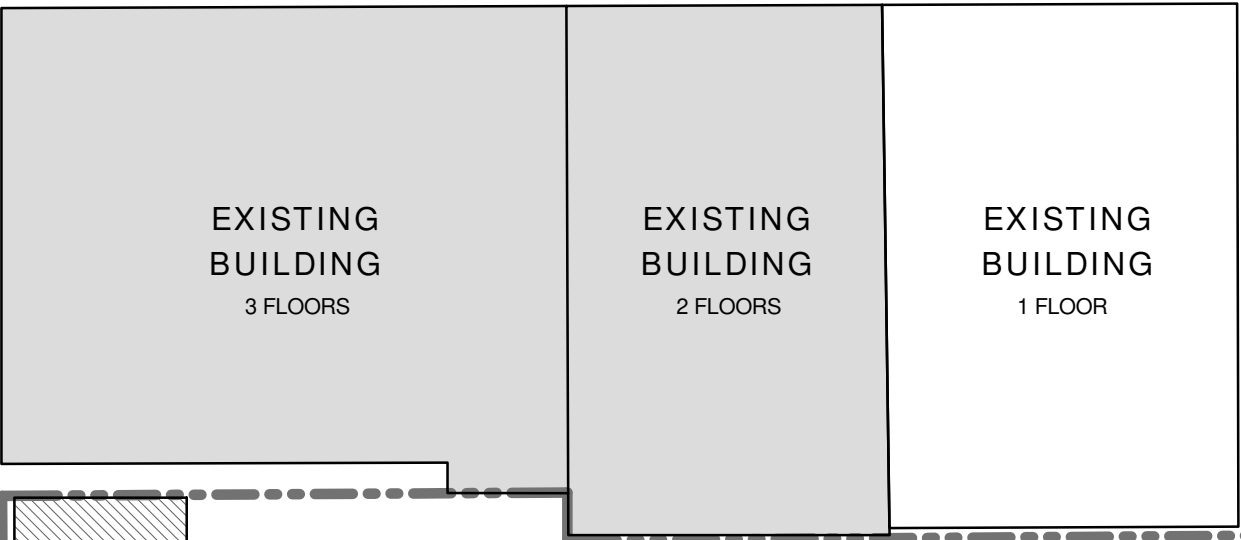 EXISTING
BUILDING
3 FLOORS
EXISTING
BUILDING
2 FLOORS
EXISTING
BUILDING
1 FLOOR